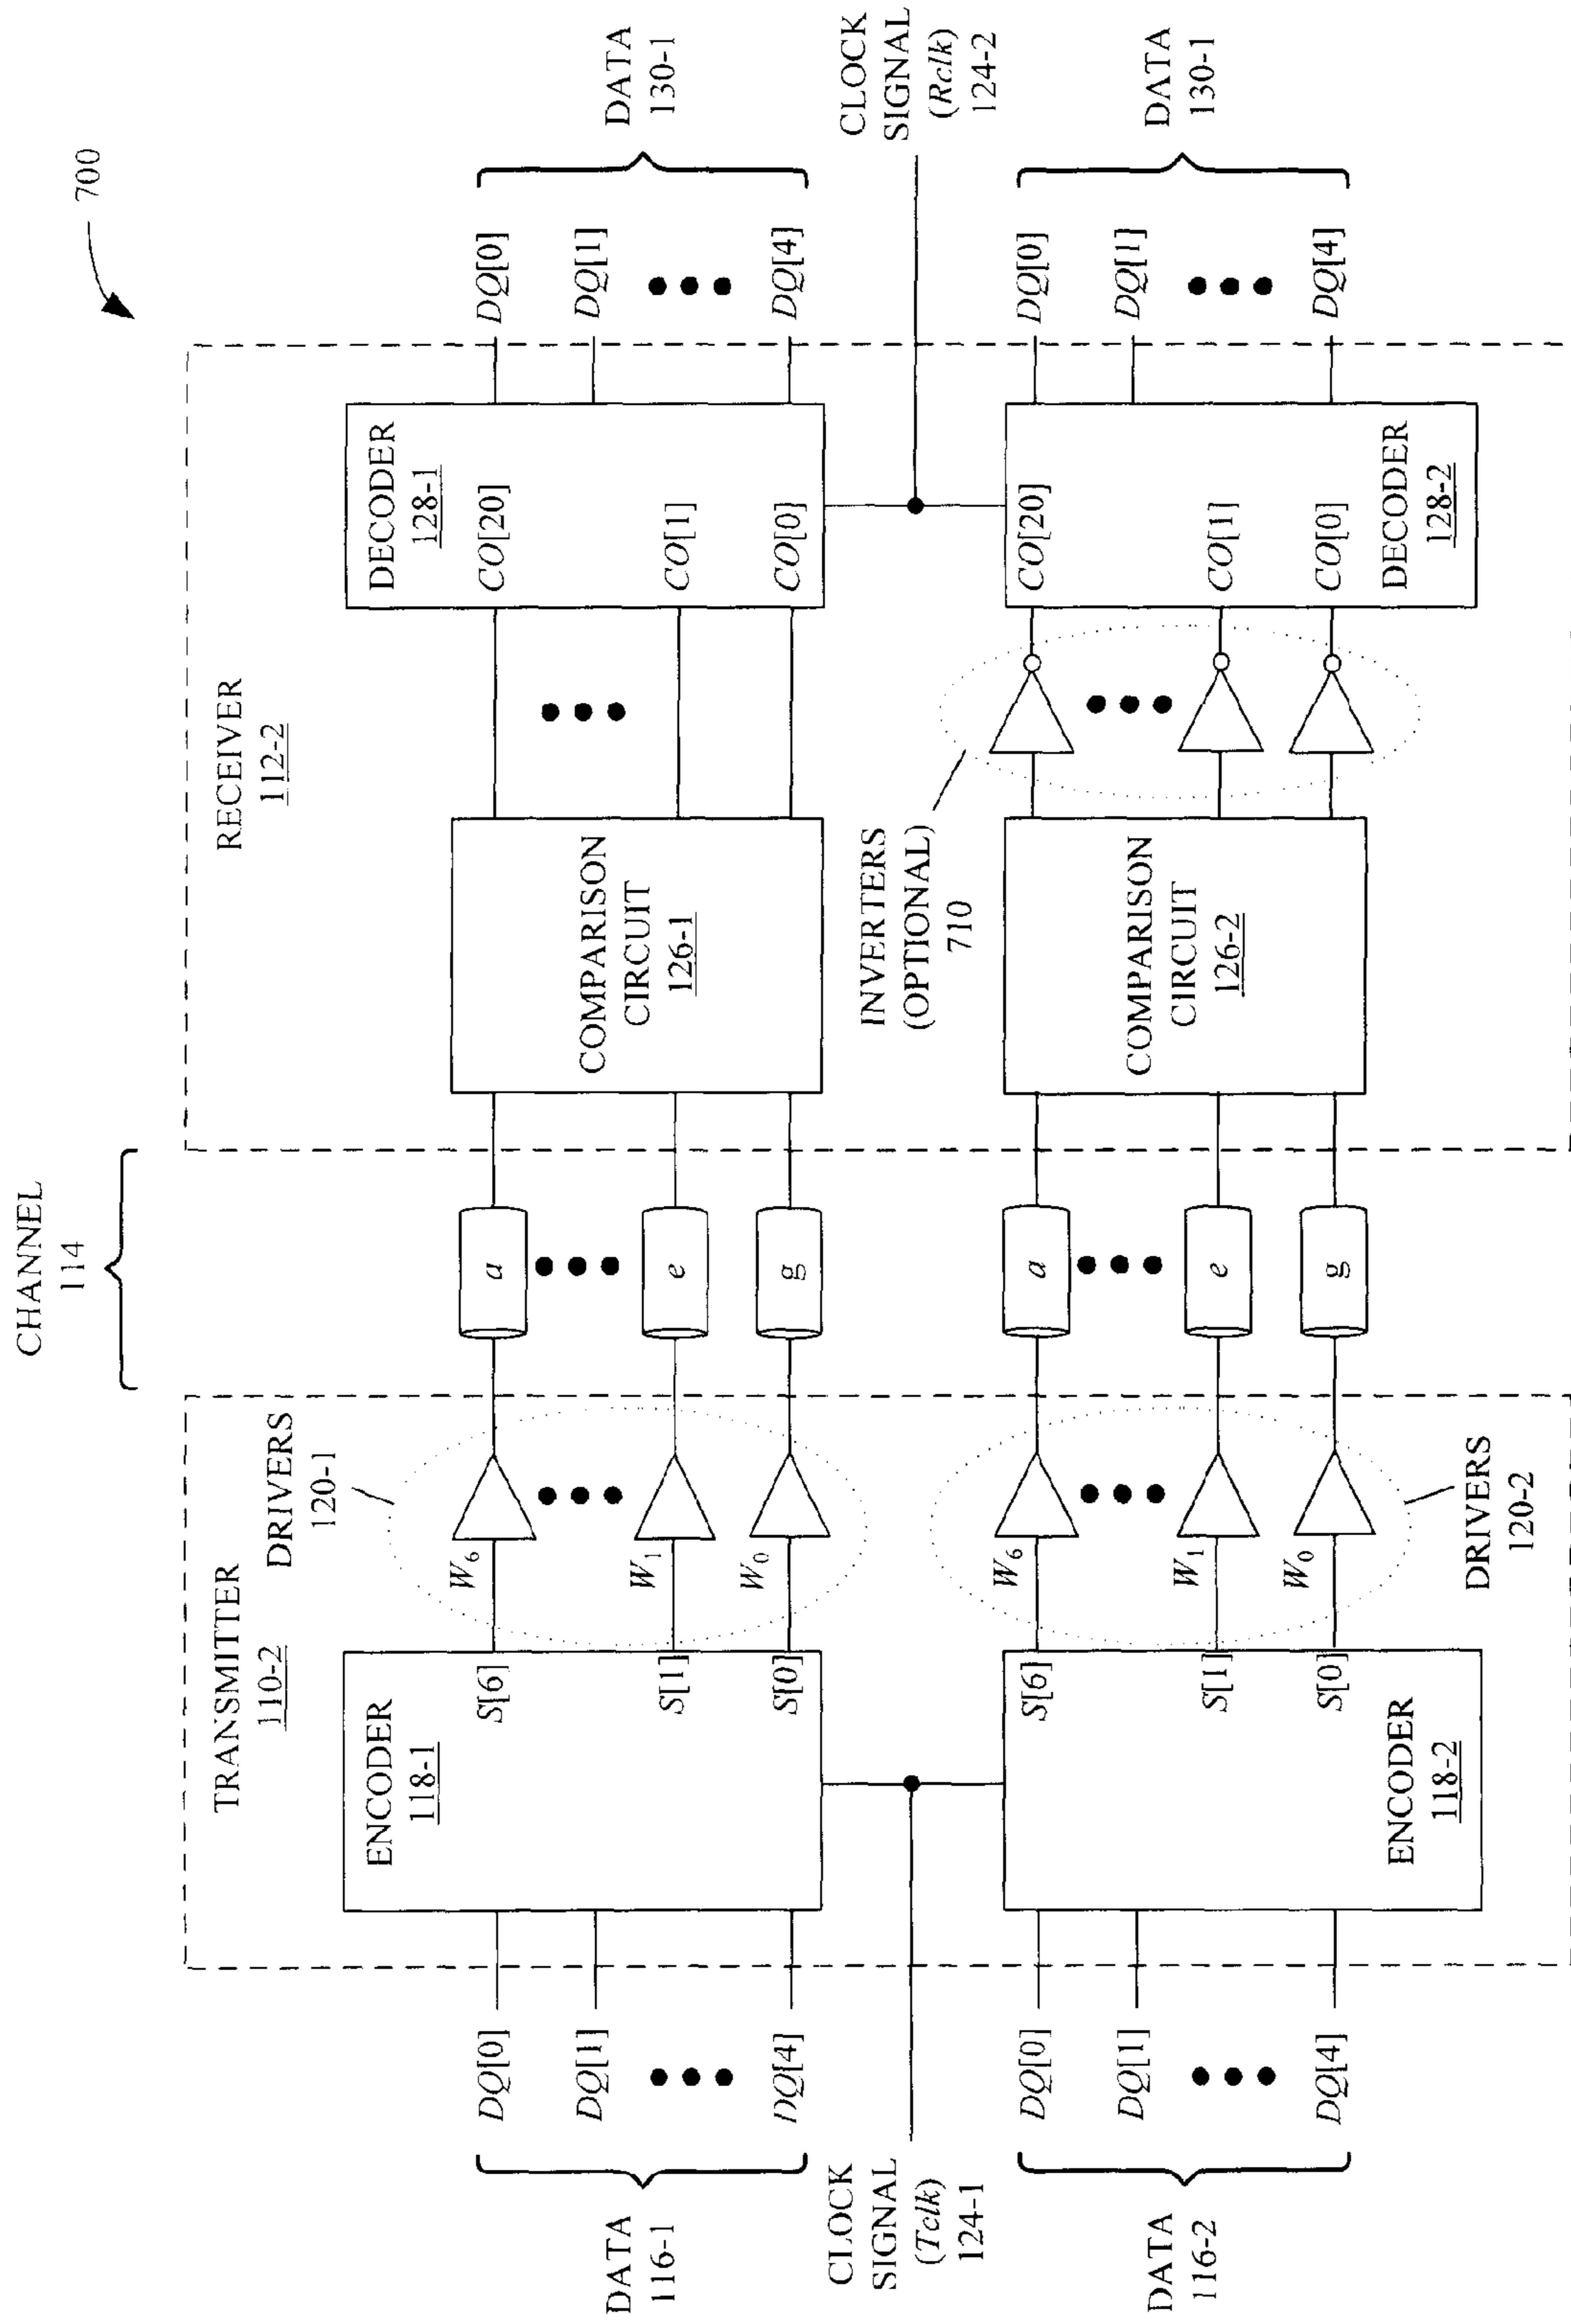 700
TRANSMITTER
110-2
CHANNEL
114
RECEIVER
112-2
DATA
116-1
DQ[0]
DQ[1]
DQ[4]
ENCODER
118-1
S[6]
S[1]
S[0]
DRIVERS
120-1
W6
W1
W0
a
e
g
COMPARISON
CIRCUIT
126-1
DECODER
128-1
CO[20]
CO[1]
CO[0]
DQ[0]
DQ[1]
DQ[4]
DATA
130-1
CLOCK
SIGNAL
(Tclk)
124-1
CLOCK
SIGNAL
(Rclk)
124-2
INVERTERS
(OPTIONAL)
710
DATA
116-2
DQ[0]
DQ[1]
DQ[4]
ENCODER
118-2
S[6]
S[1]
S[0]
W6
W1
W0
DRIVERS
120-2
a
e
g
COMPARISON
CIRCUIT
126-2
CO[20]
CO[1]
CO[0]
DECODER
128-2
DQ[0]
DQ[1]
DQ[4]
DATA
130-1